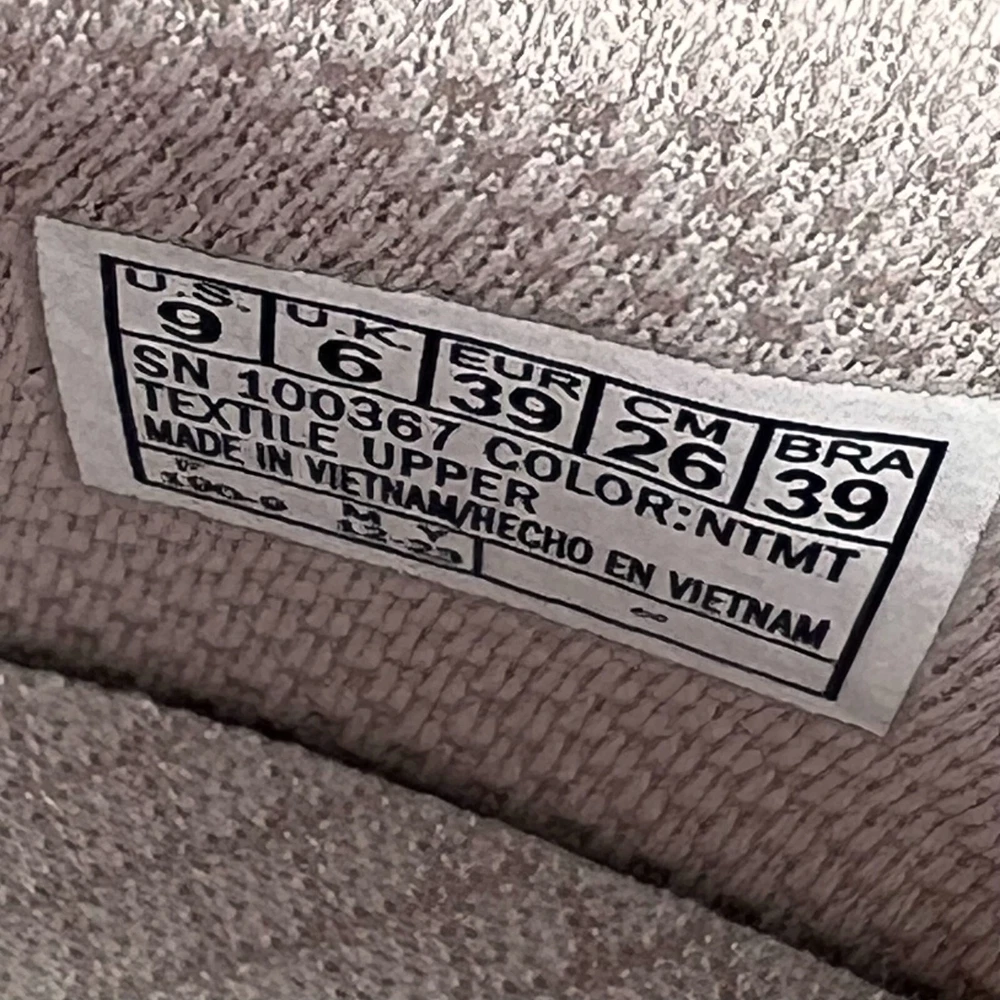 U.S. U.K. EUR CM BRA
9 6 39 26 39
SN 100367 COLOR:NTMT
TEXTILE UPPER
MADE IN VIETNAM/HECHO EN VIETNAM
M Y